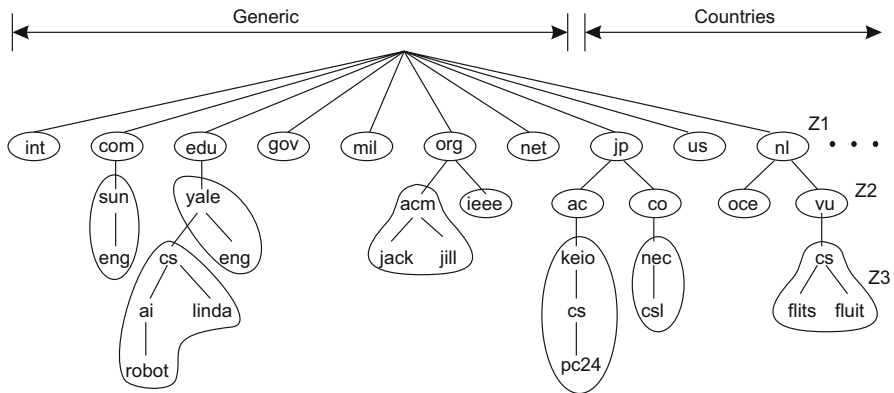 Generic Countries
int com edu gov mil org net jp us nl Z1 • • •
sun yale acm ieee ac co oce vu Z2
eng cs eng jack jill keio nec cs Z3
ai linda cs csl flits fluit
robot pc24